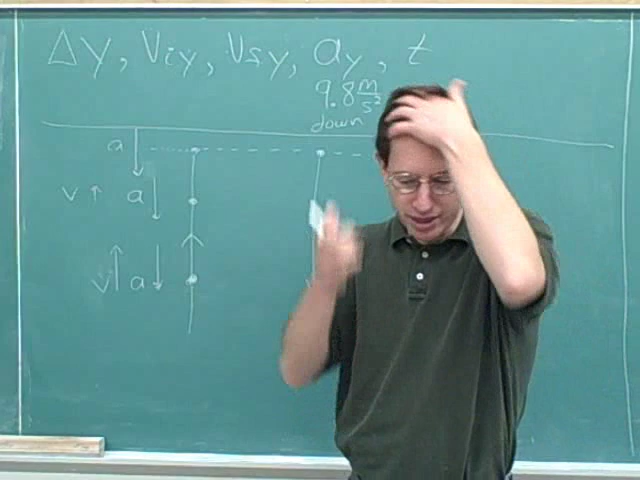 Δy, Viy, Vfy, ay, t
9.8 m/s²
down
a
v ↑ a ↓
v ↑ a ↓